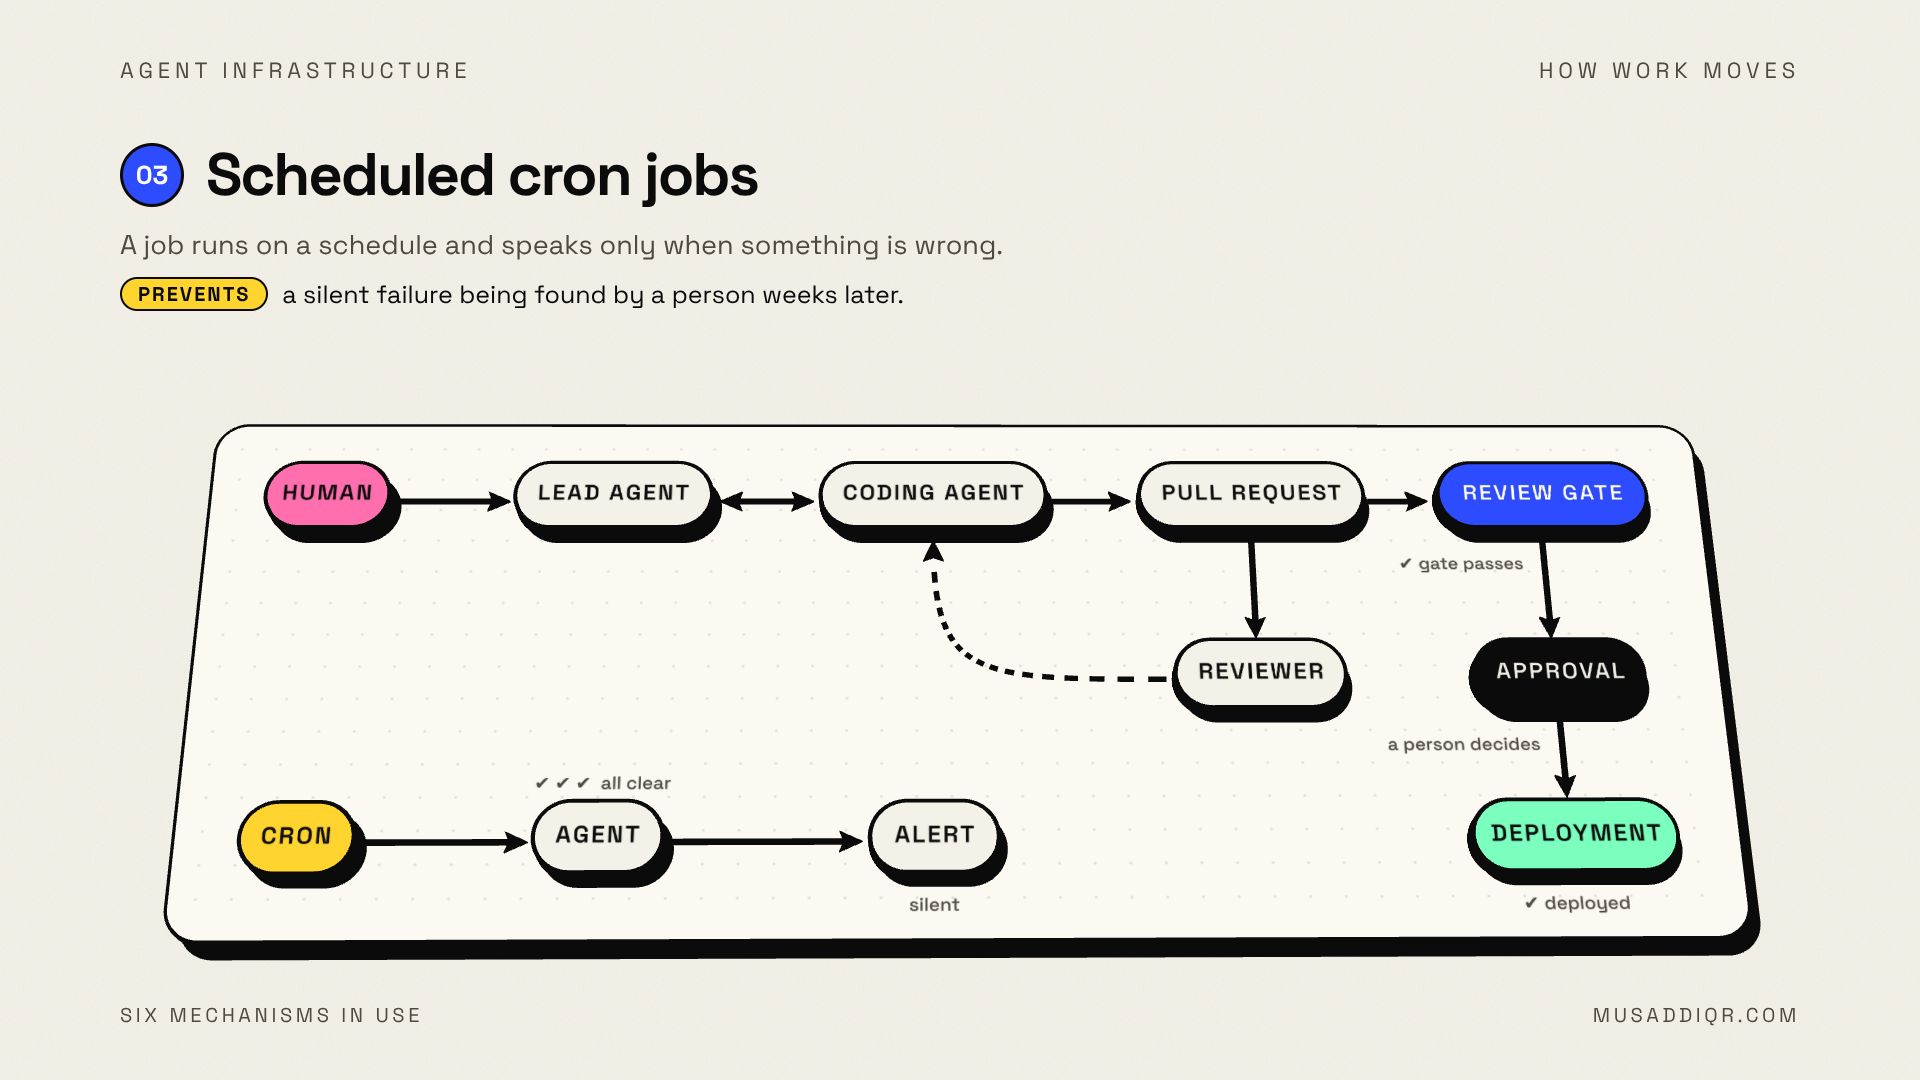 AGENT INFRASTRUCTURE
HOW WORK MOVES
03 Scheduled cron jobs
A job runs on a schedule and speaks only when something is wrong.
PREVENTS a silent failure being found by a person weeks later.
HUMAN
LEAD AGENT
CODING AGENT
PULL REQUEST
REVIEW GATE
✔ gate passes
REVIEWER
APPROVAL
a person decides
✔ ✔ ✔ all clear
CRON
AGENT
ALERT
DEPLOYMENT
silent
✔ deployed
SIX MECHANISMS IN USE
MUSADDIQR.COM